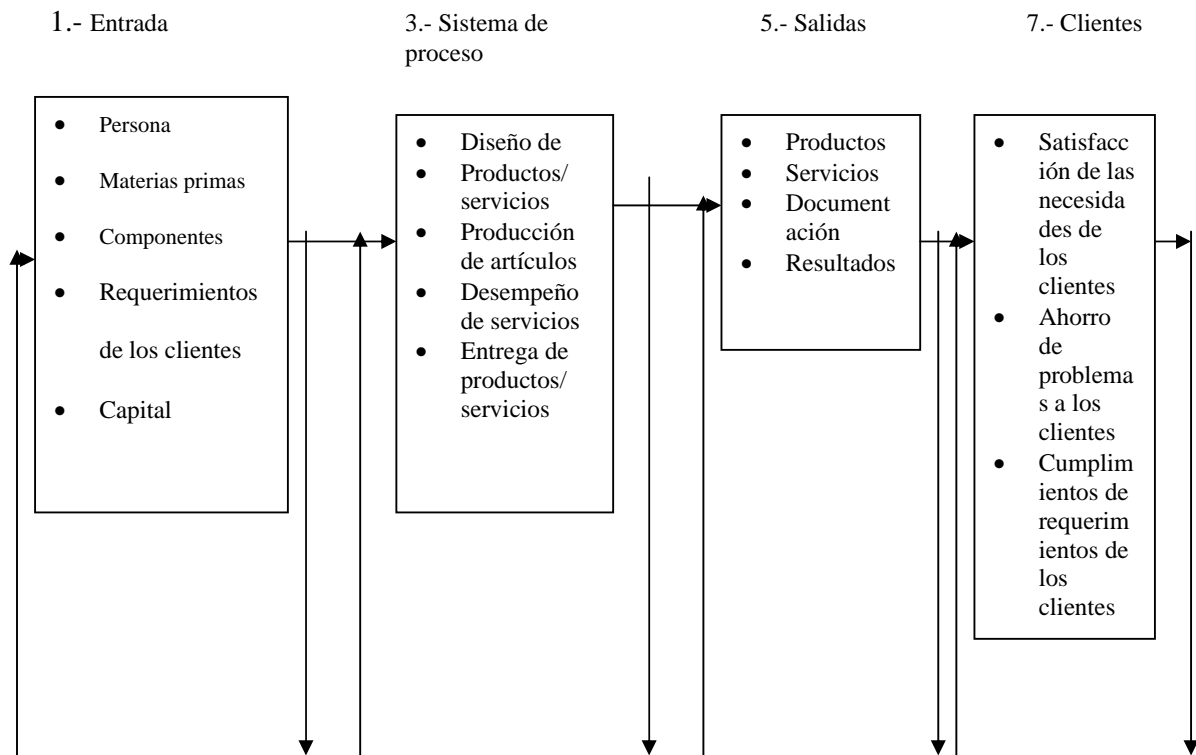 1.- Entrada
• Persona
• Materias primas
• Componentes
• Requerimientos
de los clientes
• Capital
3.- Sistema de
proceso
• Diseño de
• Productos/
servicios
• Producción
de artículos
• Desempeño
de servicios
• Entrega de
productos/
servicios
5.- Salidas
• Productos
• Servicios
• Document
ación
• Resultados
7.- Clientes
• Satisfacc
ión de las
necesida
des de
los
clientes
• Ahorro
de
problema
s a los
clientes
• Cumplim
ientos de
requerim
ientos de
los
clientes